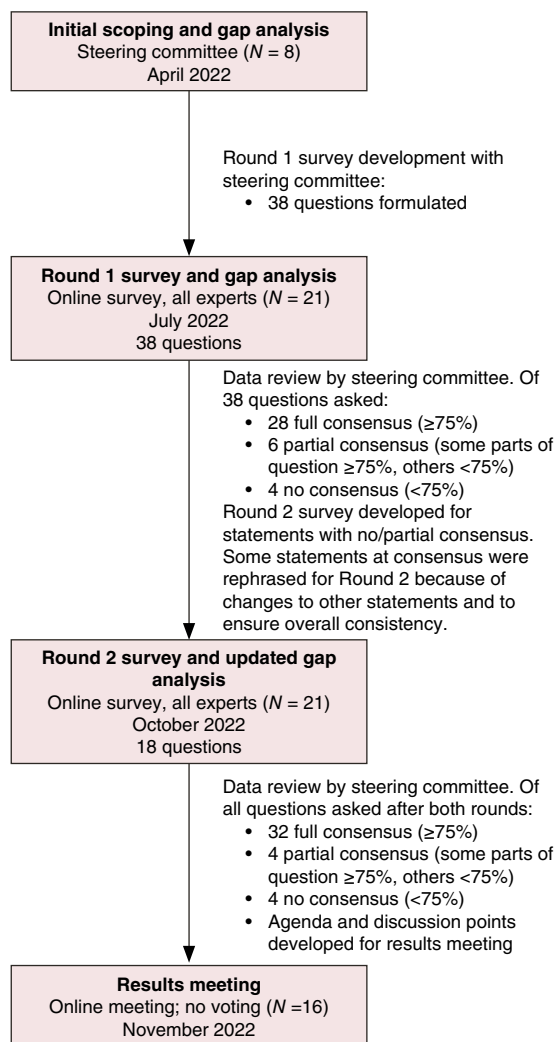 Initial scoping and gap analysis
Steering committee (N = 8)
April 2022
Round 1 survey development with
steering committee:
• 38 questions formulated
Round 1 survey and gap analysis
Online survey, all experts (N = 21)
July 2022
38 questions
Data review by steering committee. Of
38 questions asked:
• 28 full consensus (≥75%)
• 6 partial consensus (some parts of
question ≥75%, others <75%)
• 4 no consensus (<75%)
Round 2 survey developed for
statements with no/partial consensus.
Some statements at consensus were
rephrased for Round 2 because of
changes to other statements and to
ensure overall consistency.
Round 2 survey and updated gap
analysis
Online survey, all experts (N = 21)
October 2022
18 questions
Data review by steering committee. Of
all questions asked after both rounds:
• 32 full consensus (≥75%)
• 4 partial consensus (some parts of
question ≥75%, others <75%)
• 4 no consensus (<75%)
• Agenda and discussion points
developed for results meeting
Results meeting
Online meeting; no voting (N =16)
November 2022